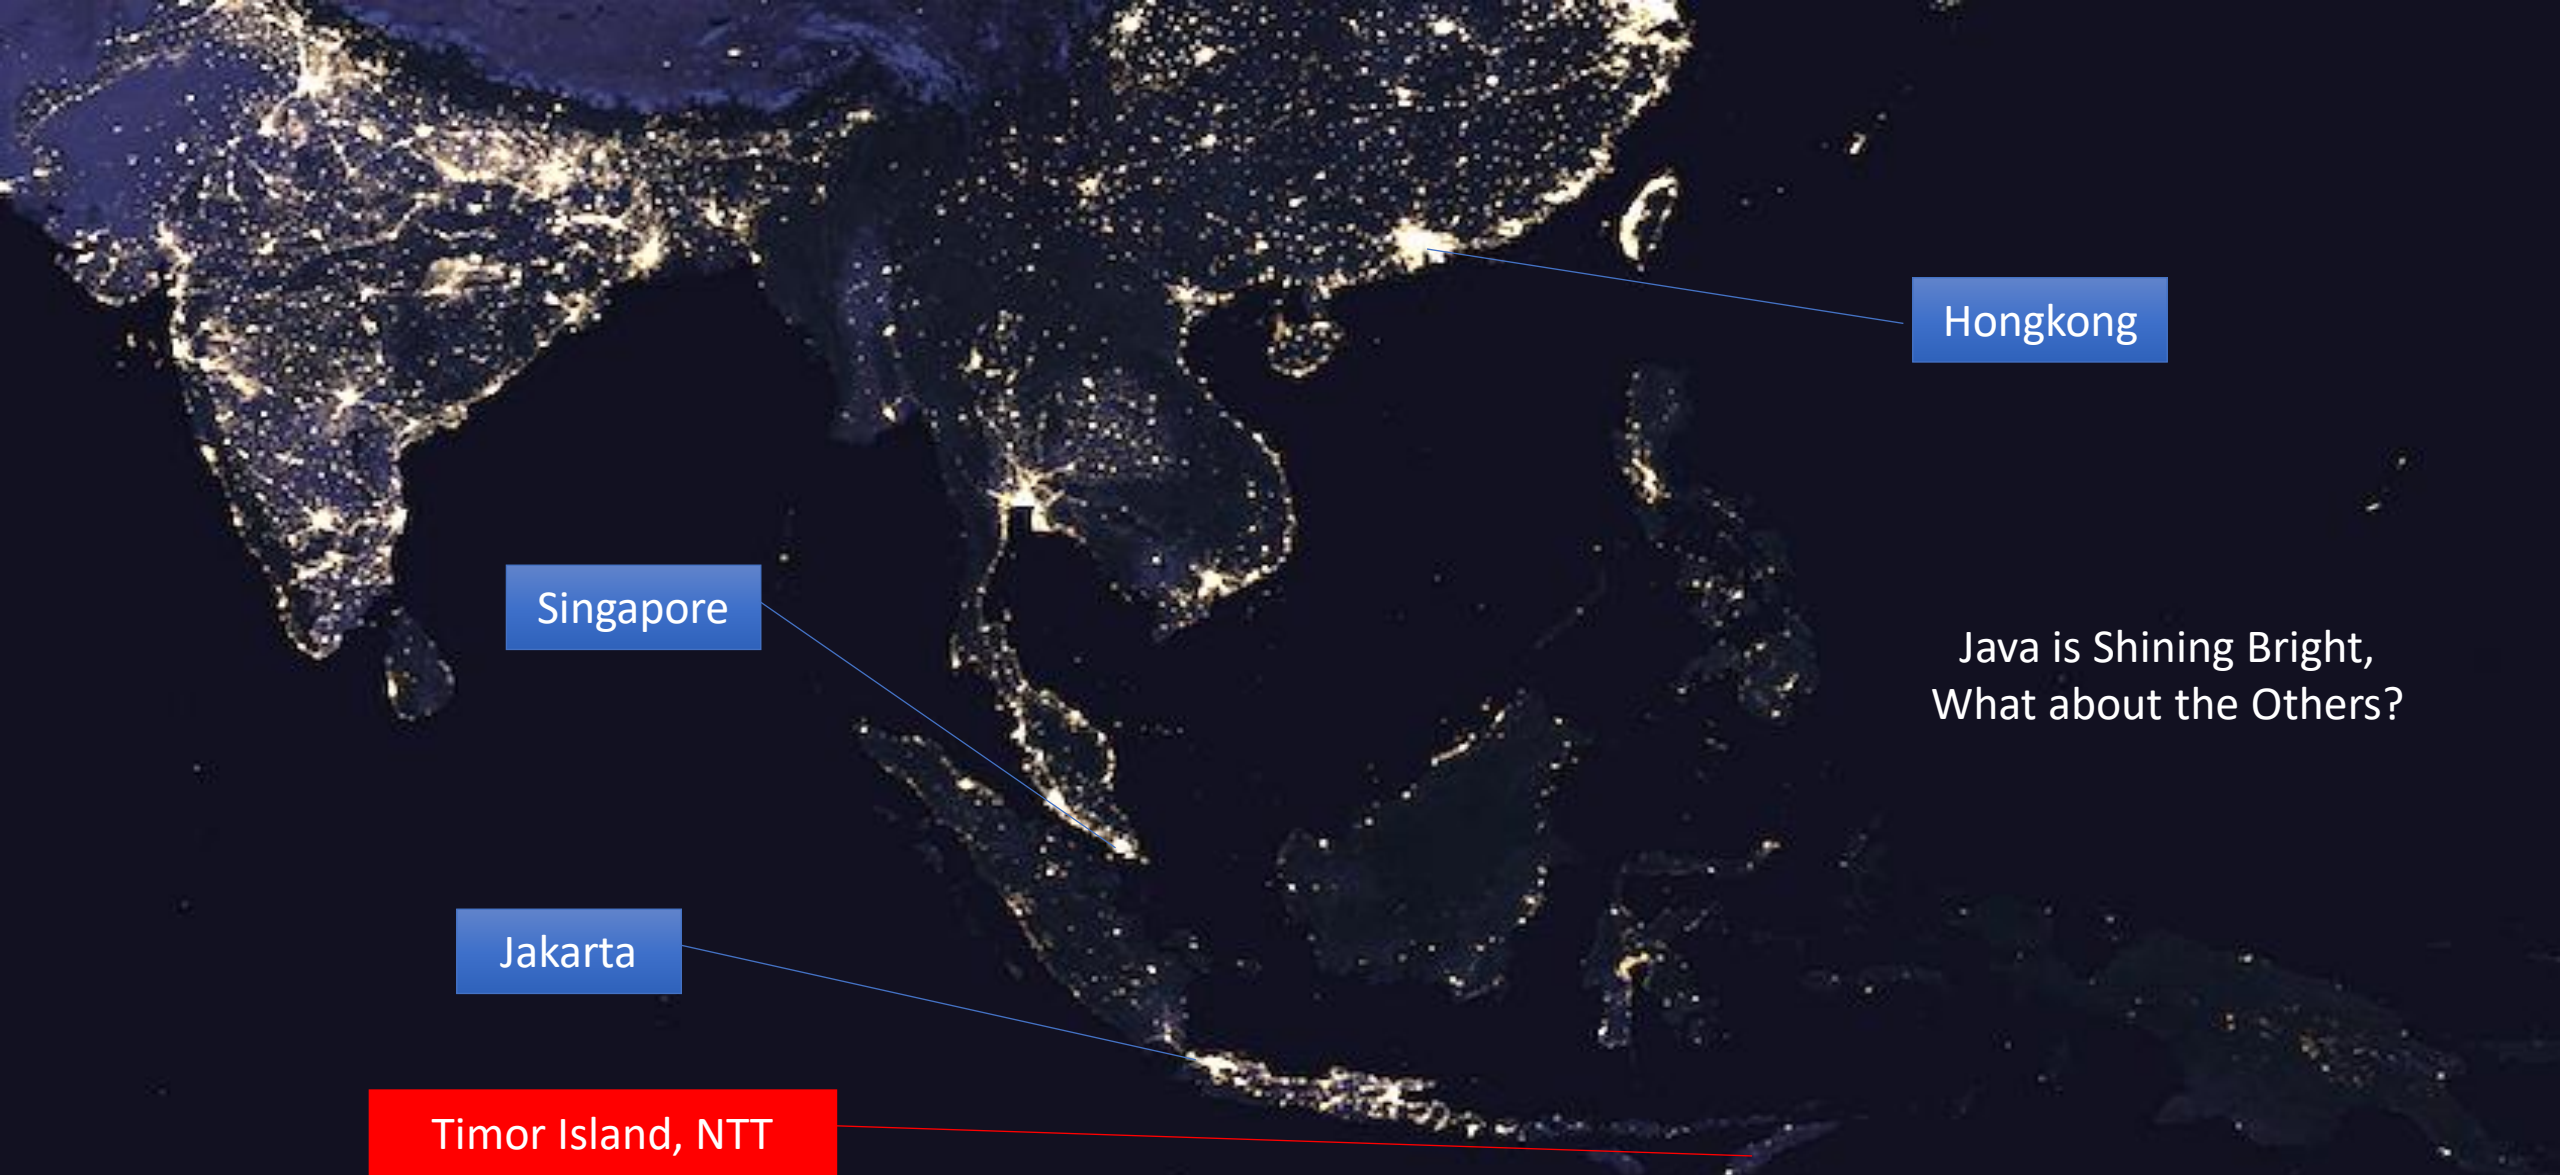 Hongkong
Singapore
Java is Shining Bright,
What about the Others?
Jakarta
Timor Island, NTT